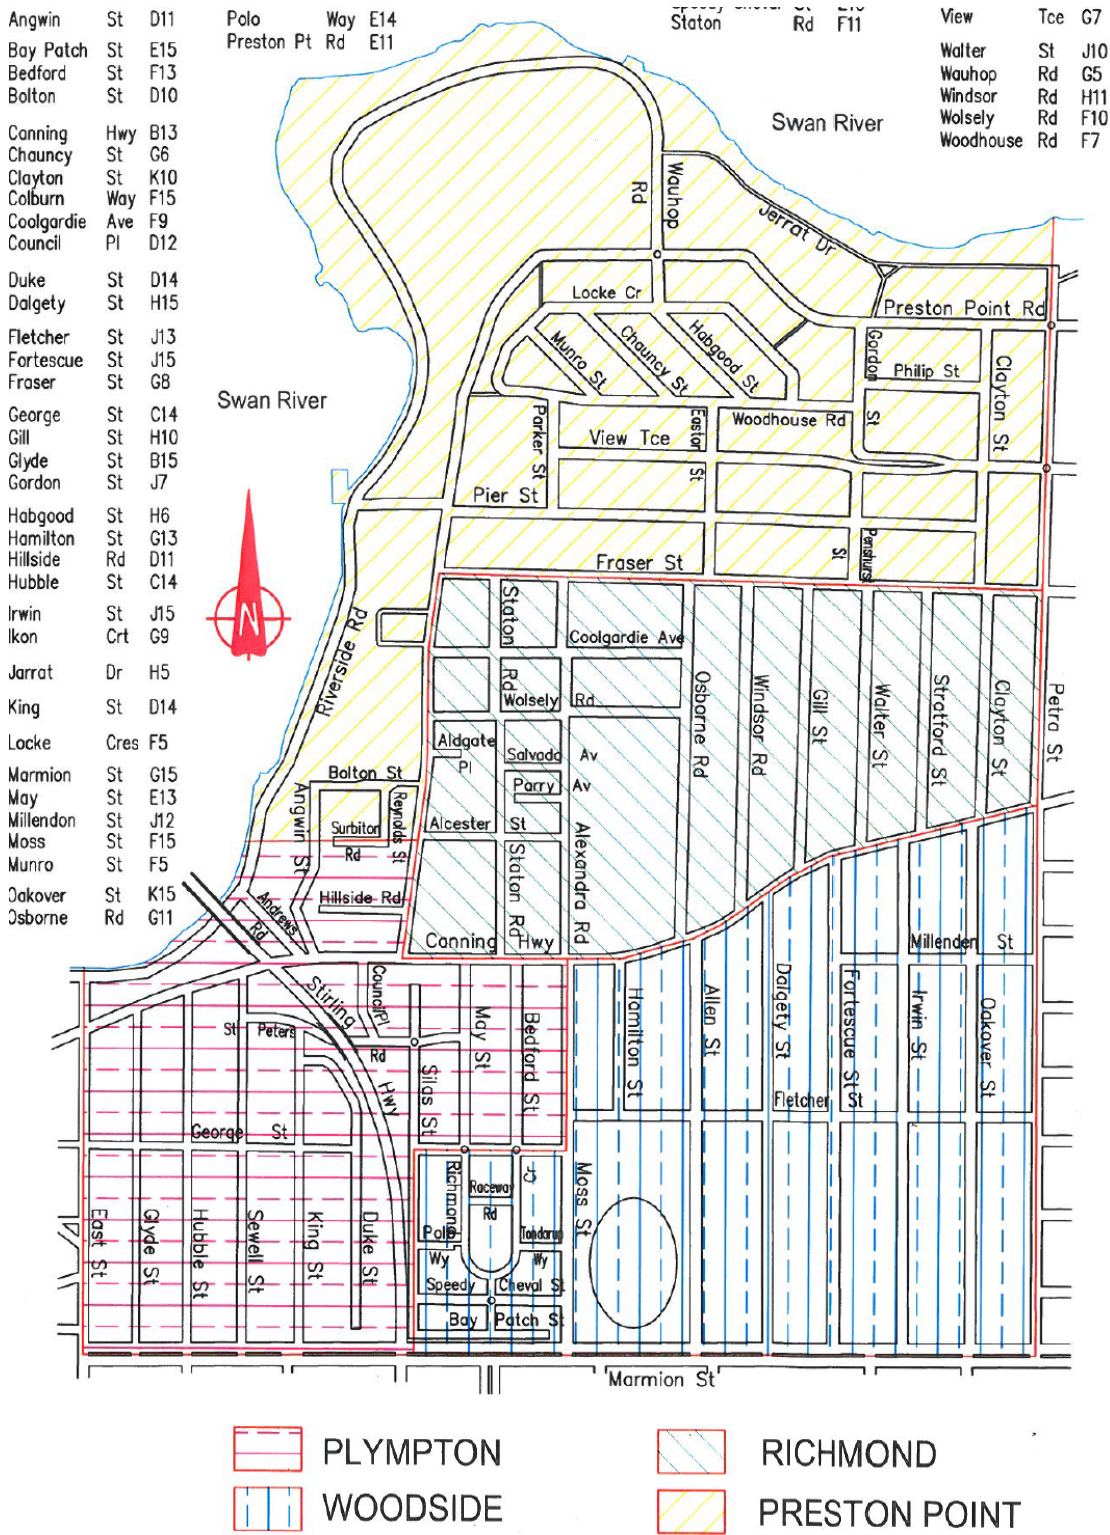 Angwin St D11
Bay Patch St E15
Bedford St F13
Bolton St D10
Canning Hwy B13
Chauncy St G6
Clayton St K10
Colburn Way F15
Coolgardie Ave F9
Council Pl D12
Duke St D14
Dalgety St H15
Fletcher St J13
Fortescue St J15
Fraser St G8
George St C14
Gill St H10
Glyde St B15
Gordon St J7
Habgood St H6
Hamilton St G13
Hillside Rd D11
Hubble St C14
Irwin St J15
Ikon Crt G9
Jarrat Dr H5
King St D14
Locke Cres F5
Marmion St G15
May St E13
Millendon St J12
Moss St F15
Munro St F5
Oakover St K15
Osborne Rd G11
Polo Way E14
Preston Pt Rd E11
Staton Rd F11
View Tce G7
Walter St J10
Wauhop Rd G5
Windsor Rd H11
Wolsely Rd F10
Woodhouse Rd F7
Swan River
Swan River
Wauhop Rd
Jerrat Dr
Locke Cr
Preston Point Rd
Munro St
Chauncy St
Habgood St
Gordon St
Philip St
Clayton St
Parker St
View Tce
Easton St
Woodhouse Rd
Pier St
Fraser St
Penshurst St
N
Riverside Rd
Staton Rd
Coolgardie Ave
Wolsely Rd
Osborne Rd
Windsor Rd
Gill St
Walter St
Stratford St
Clayton St
Petra St
Aldgate Pl
Salvado Av
Parry Av
Bolton St
Angwin St
Reynolds St
Surbiton Rd
Alcester St
Staton Rd
Alexandra Rd
Hillside Rd
Andrews Rd
Canning Hwy
Millenden St
Stirling Hwy
Council Pl
St Peters Rd
Silas St
May St
Bedford St
Hamilton St
Allen St
Dalgety St
Fortescue St
Irwin St
Oakover St
Fletcher St
George St
East St
Glyde St
Hubble St
Sewell St
King St
Duke St
Richmond
Raceway Rd
Polo Wy
Tondarup Wy
Speedy Cheval St
Bay Patch St
Moss St
Marmion St
PLYMPTON
RICHMOND
WOODSIDE
PRESTON POINT